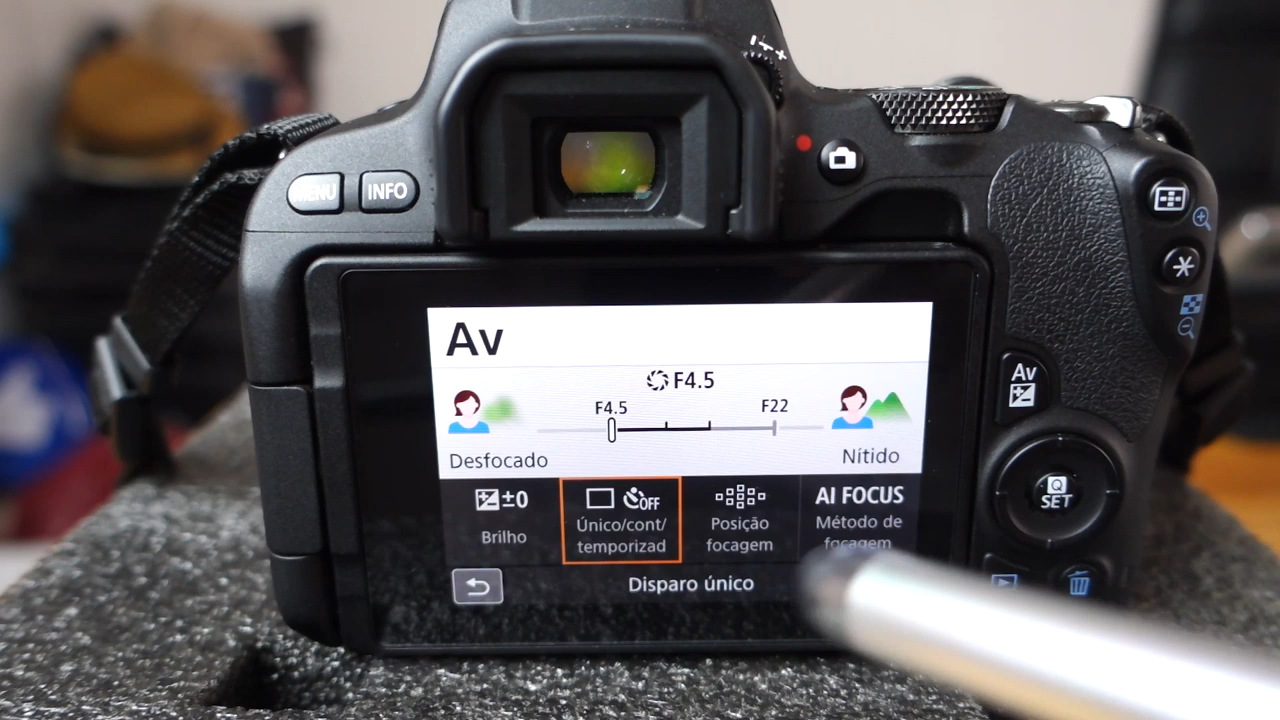 MENU
INFO
Av
F4.5
F4.5
F22
Desfocado
Nítido
±0
OFF
AI FOCUS
Brilho
Único/cont/
temporizad
Posição
focagem
Método de
focagem
Disparo único
Av
Q
SET